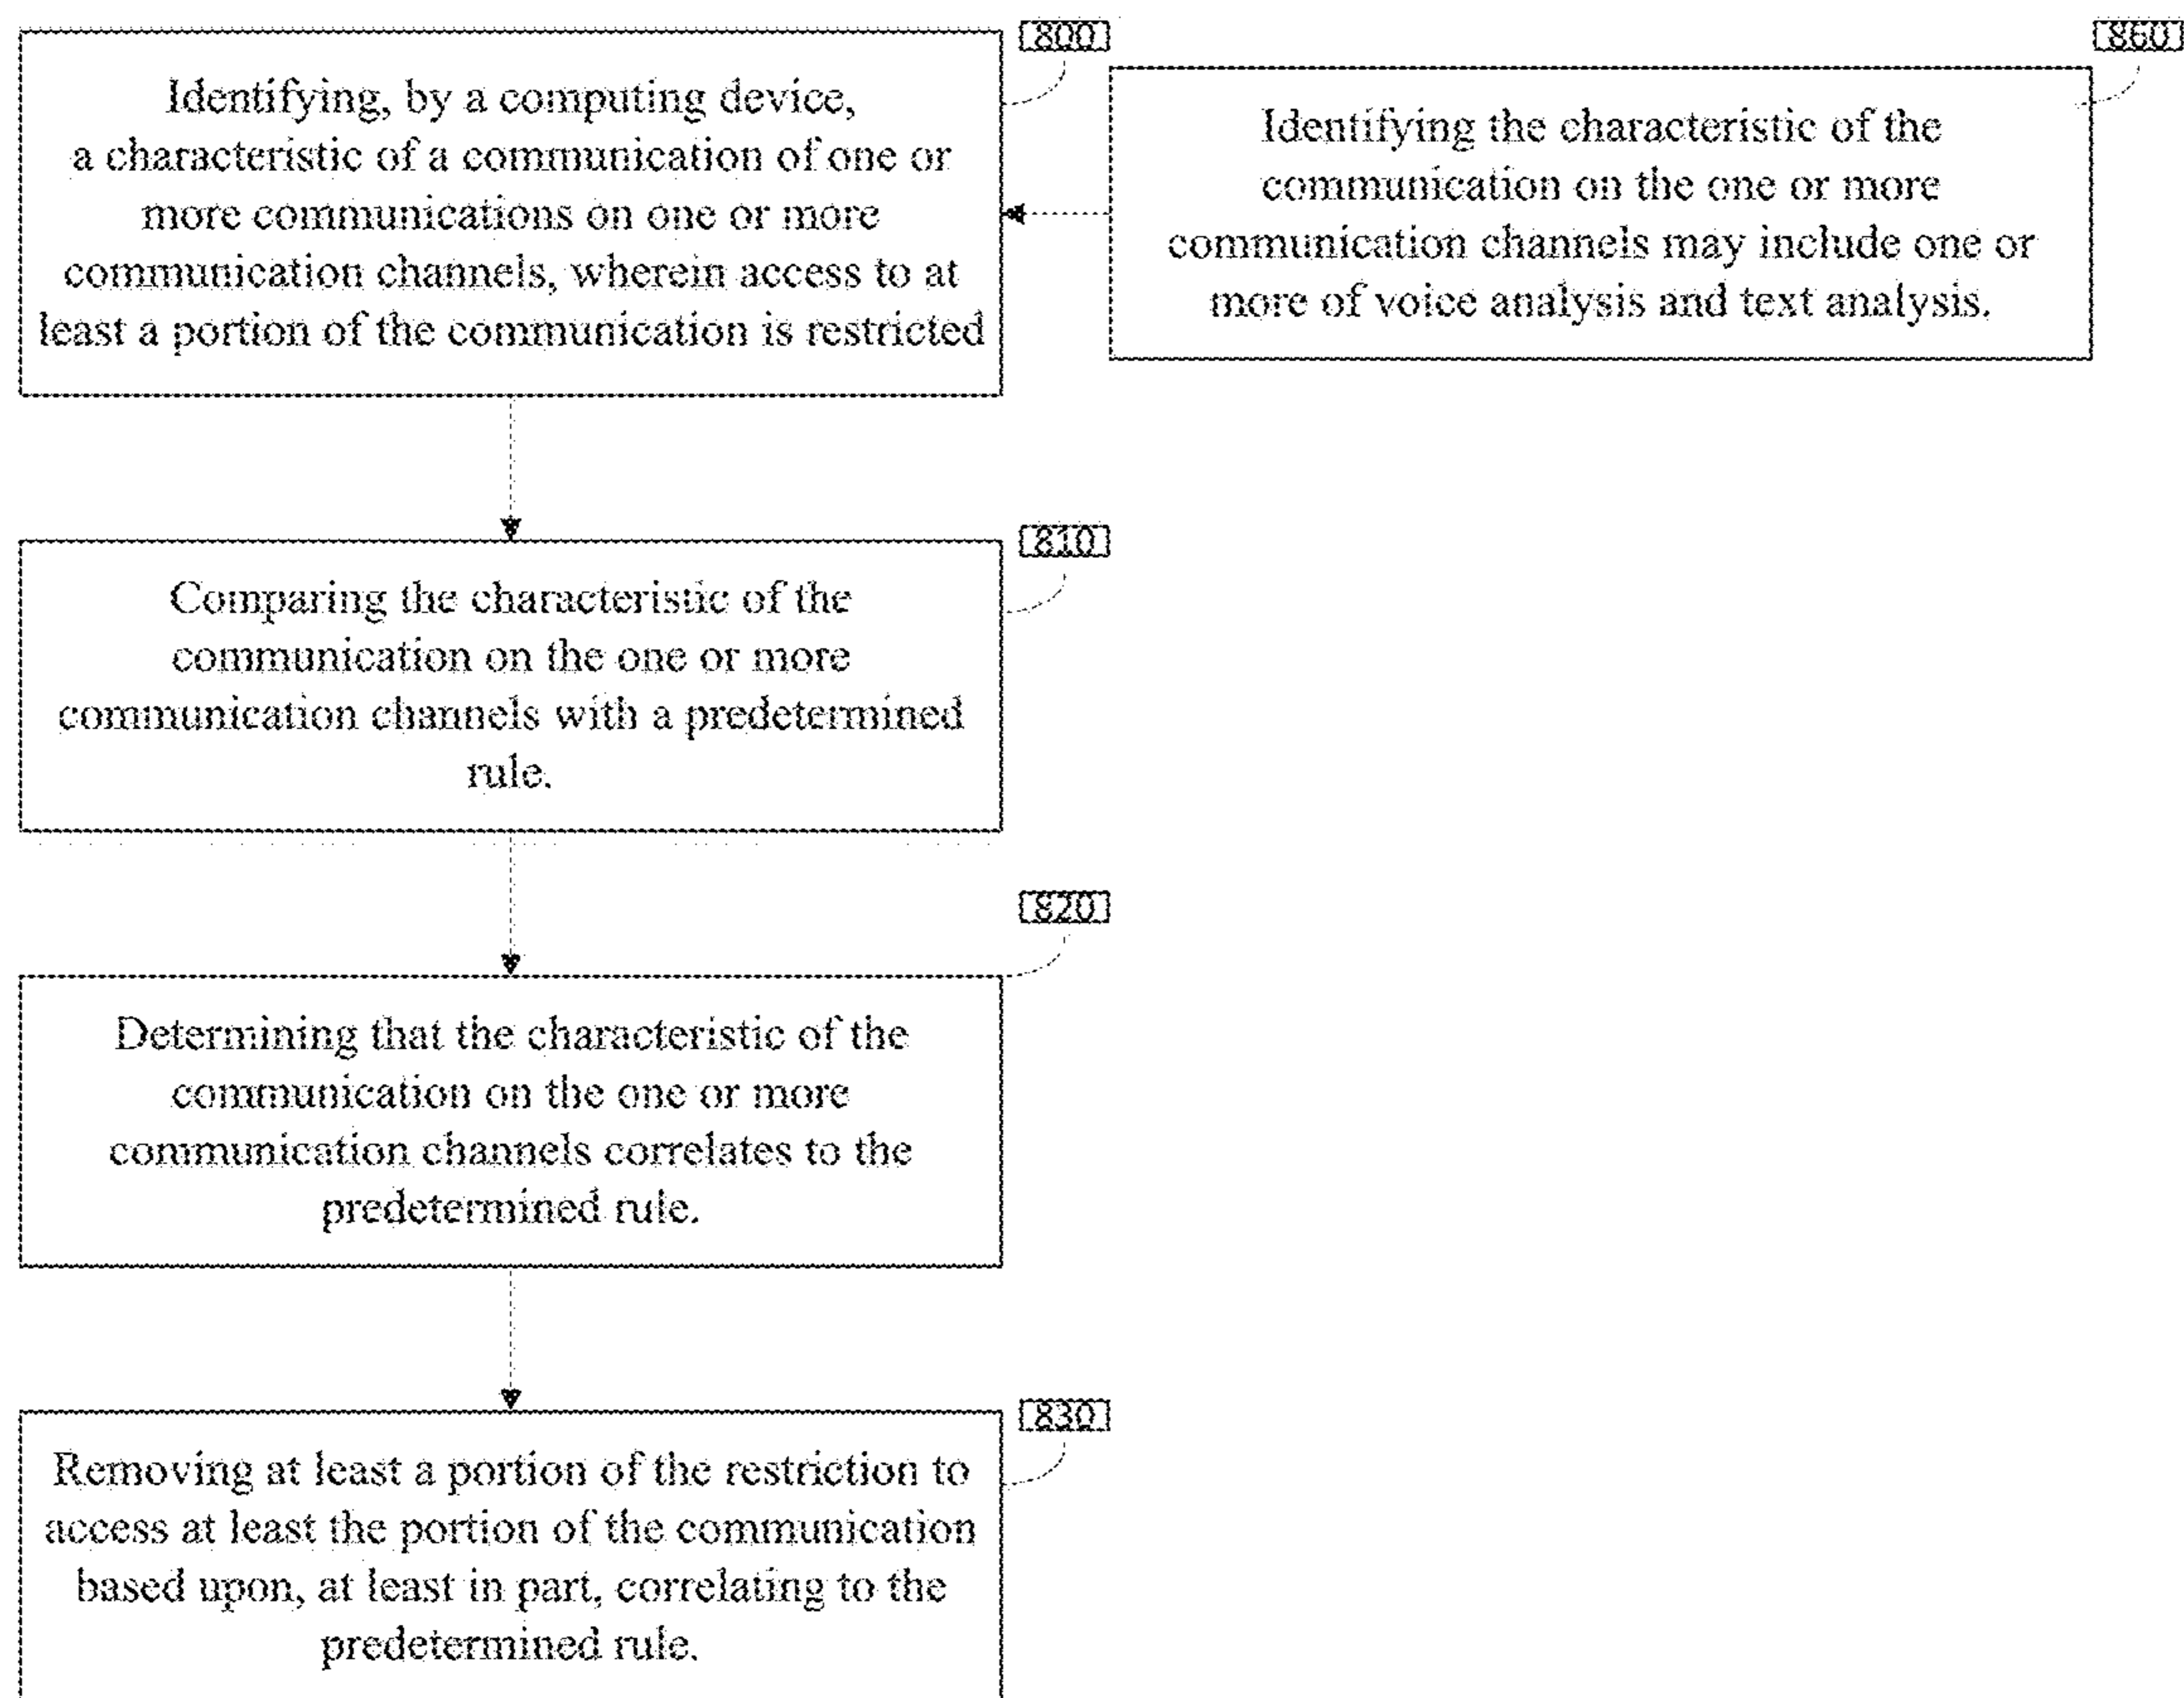 800
Identifying, by a computing device,
a characteristic of a communication of one or
more communications on one or more
communication channels, wherein access to at
least a portion of the communication is restricted
860
Identifying the characteristic of the
communication on the one or more
communication channels may include one or
more of voice analysis and text analysis.
810
Comparing the characteristic of the
communication on the one or more
communication channels with a predetermined
rule.
820
Determining that the characteristic of the
communication on the one or more
communication channels correlates to the
predetermined rule.
830
Removing at least a portion of the restriction to
access at least the portion of the communication
based upon, at least in part, correlating to the
predetermined rule.